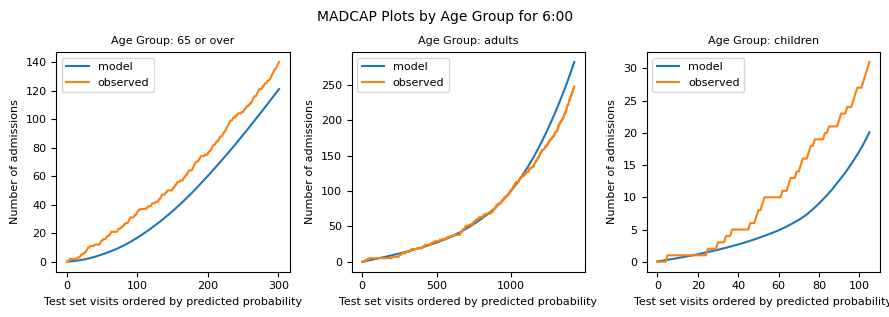 MADCAP Plots by Age Group for 6:00
Age Group: 65 or over
model
observed
Number of admissions
140
120
100
80
60
40
20
0
0 100 200 300
Test set visits ordered by predicted probability
Age Group: adults
model
observed
Number of admissions
250
200
150
100
50
0
0 500 1000
Test set visits ordered by predicted probability
Age Group: children
model
observed
Number of admissions
30
25
20
15
10
5
0
0 20 40 60 80 100
Test set visits ordered by predicted probability